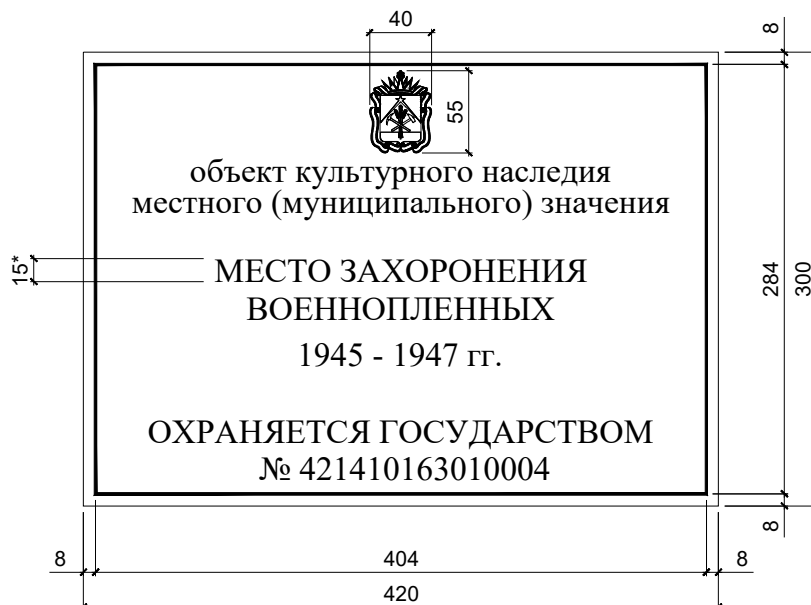 40
8
55
объект культурного наследия
местного (муниципального) значения
15*
МЕСТО ЗАХОРОНЕНИЯ
ВОЕННОПЛЕННЫХ
1945 - 1947 гг.
284
300
ОХРАНЯЕТСЯ ГОСУДАРСТВОМ
№ 421410163010004
8
8
404
8
420